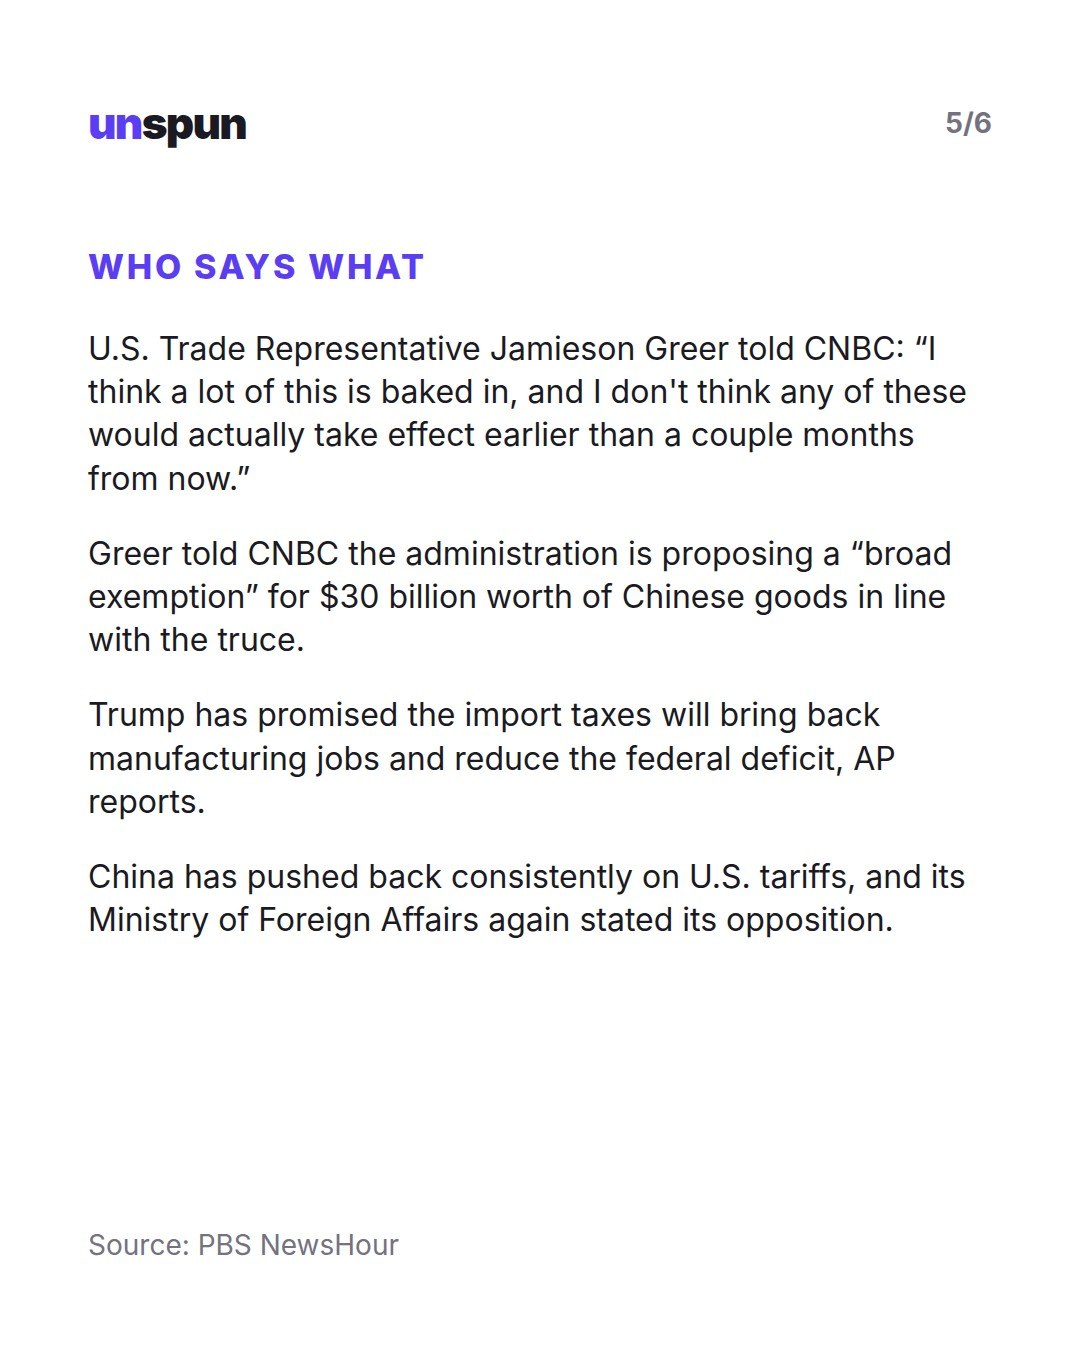 unspun
5/6
WHO SAYS WHAT
U.S. Trade Representative Jamieson Greer told CNBC: “I
think a lot of this is baked in, and I don't think any of these
would actually take effect earlier than a couple months
from now.”
Greer told CNBC the administration is proposing a “broad
exemption” for $30 billion worth of Chinese goods in line
with the truce.
Trump has promised the import taxes will bring back
manufacturing jobs and reduce the federal deficit, AP
reports.
China has pushed back consistently on U.S. tariffs, and its
Ministry of Foreign Affairs again stated its opposition.
Source: PBS NewsHour